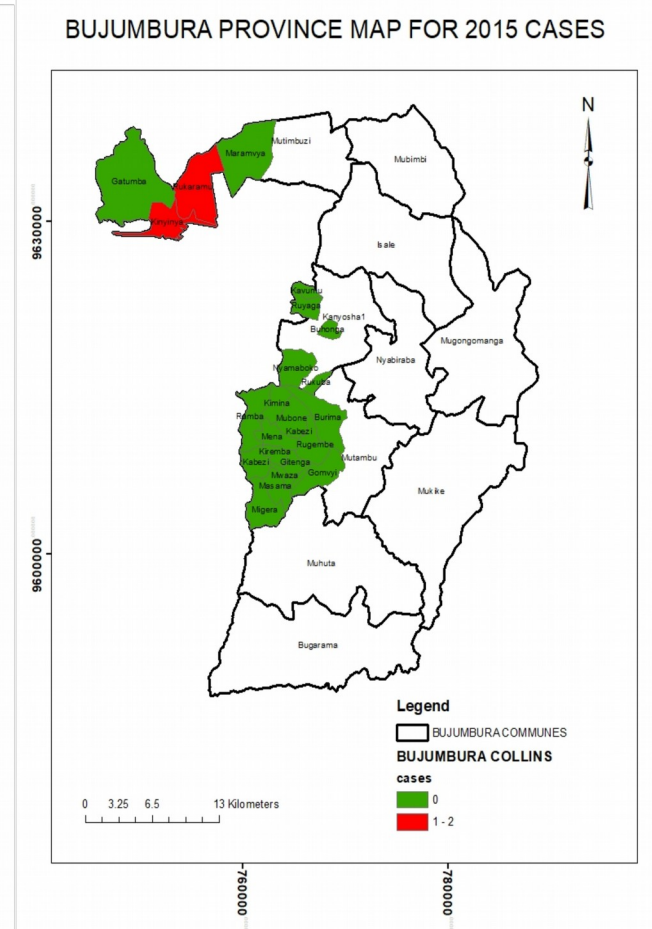 BUJUMBURA PROVINCE MAP FOR 2015 CASES
N
Mutimbuzi
Maramvya
Mubimbi
Gatumba
Rukaramu
Kinyinya
9630000
Isale
Kavumu
Ruyaga
Kanyosha1
Buhonga
Mugongomanga
Nyabiraba
Nyamaboko
Rukuba
Kimina
Ramba
Mubone
Burima
Kabezi
Mena
Rugembe
Kiremba
Mutambu
Kabezi
Gitenga
Gomvyi
Mwaza
Masama
Mukike
Migera
9600000
Muhuta
Bugarama
Legend
BUJUMBURA COMMUNES
BUJUMBURA COLLINS
cases
0
1 - 2
0 3.25 6.5 13 Kilometers
760000
780000